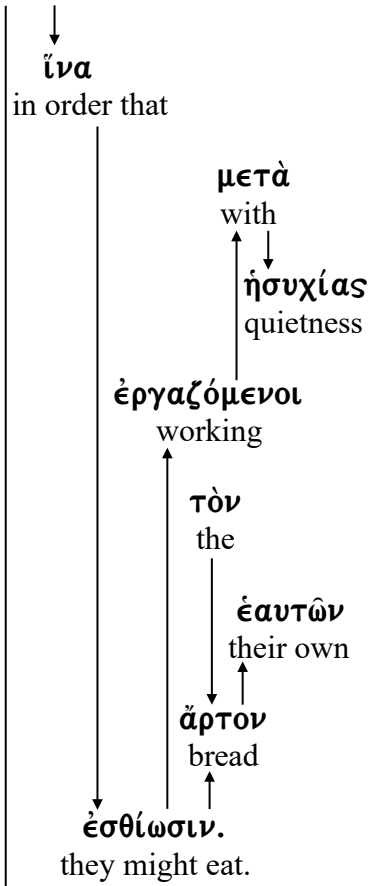 ἵνα
in order that
μετὰ
with
ἡσυχίας
quietness
ἐργαζόμενοι
working
τὸν
the
ἑαυτῶν
their own
ἄρτον
bread
ἐσθίωσιν.
they might eat.